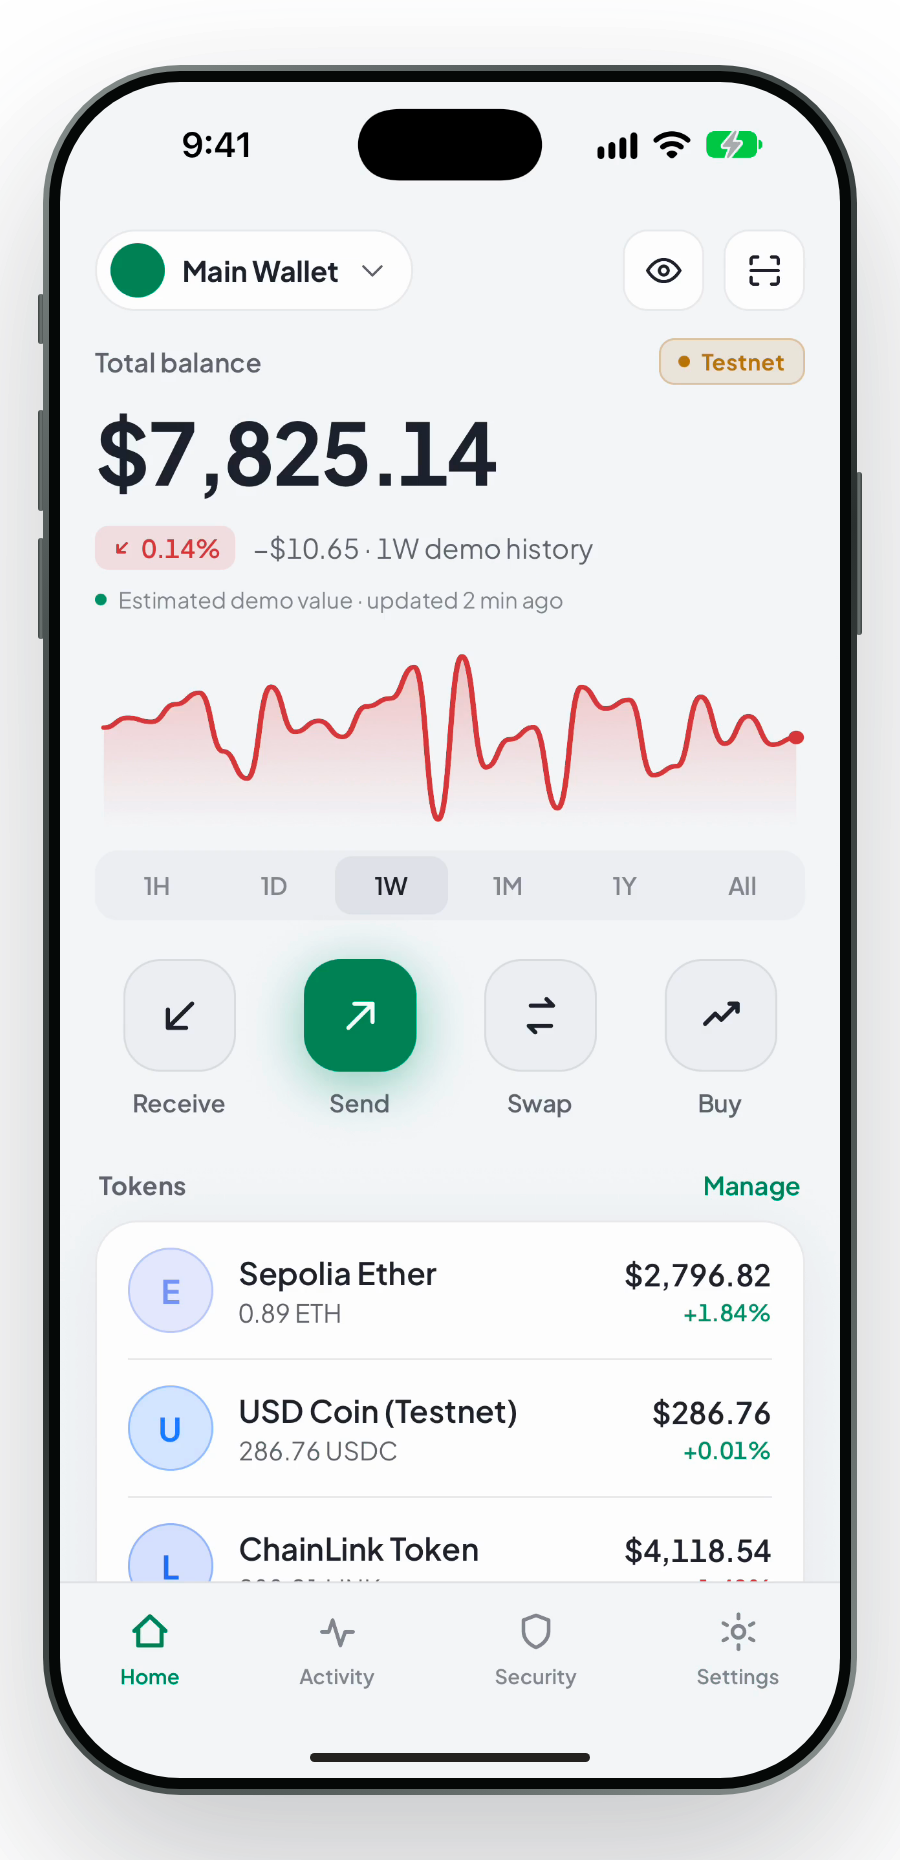 9:41
Main Wallet
Total balance
Testnet
$7,825.14
0.14% −$10.65 · 1W demo history
Estimated demo value · updated 2 min ago
1H 1D 1W 1M 1Y All
Receive Send Swap Buy
Tokens Manage
E
Sepolia Ether $2,796.82
0.89 ETH +1.84%
U
USD Coin (Testnet) $286.76
286.76 USDC +0.01%
L
ChainLink Token $4,118.54
Home Activity Security Settings